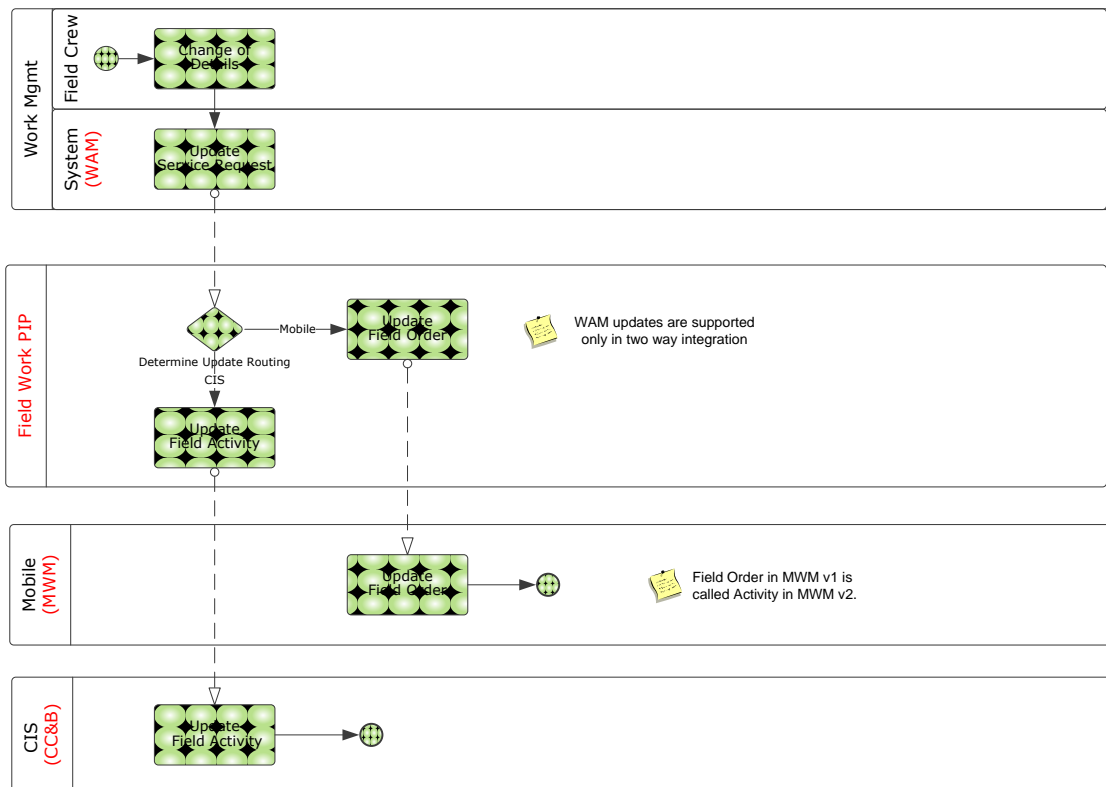 Work Mgmt
Field Crew
Change of
Details
System
(WAM)
Update
Service Request
Field Work PIP
Mobile
Update
Field Order
WAM updates are supported
only in two way integration
Determine Update Routing
CIS
Update
Field Activity
Mobile
(MWM)
Update
Field Order
Field Order in MWM v1 is
called Activity in MWM v2.
CIS
(CC&B)
Update
Field Activity